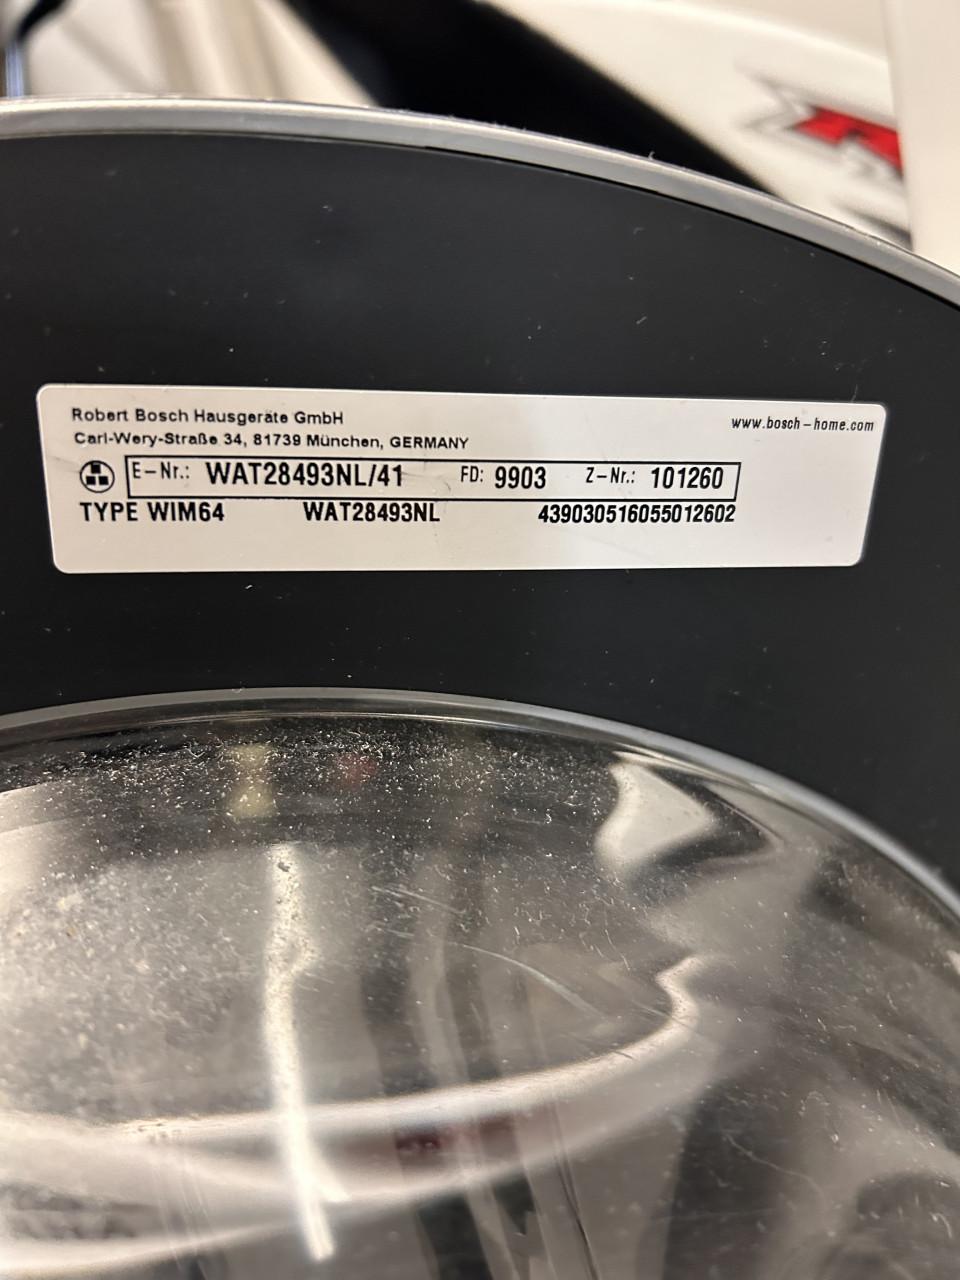 Robert Bosch Hausgeräte GmbH
www.bosch-home.com
Carl-Wery-Straße 34, 81739 München, GERMANY
E-Nr.: WAT28493NL/41 FD: 9903 Z-Nr.: 101260
TYPE WIM64 WAT28493NL 439030516055012602